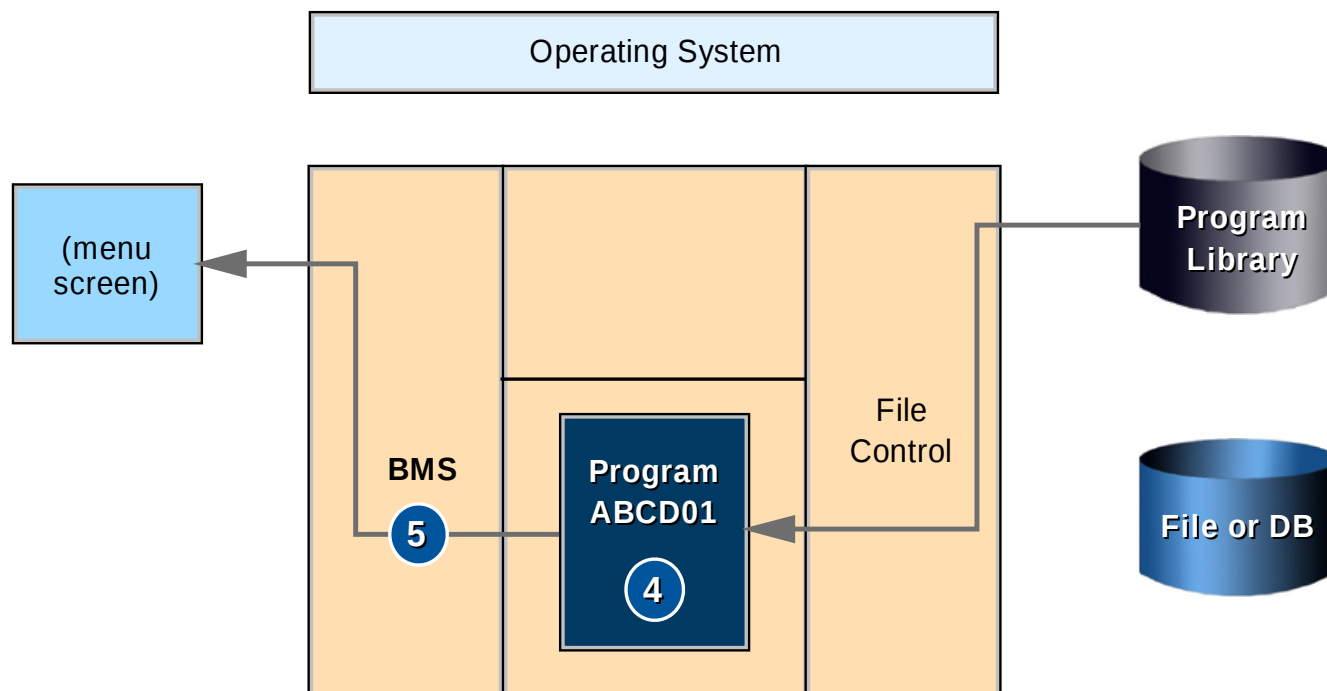 Operating System
(menu
screen)
Program
Library
File
Control
BMS
5
Program
ABCD01
4
File or DB